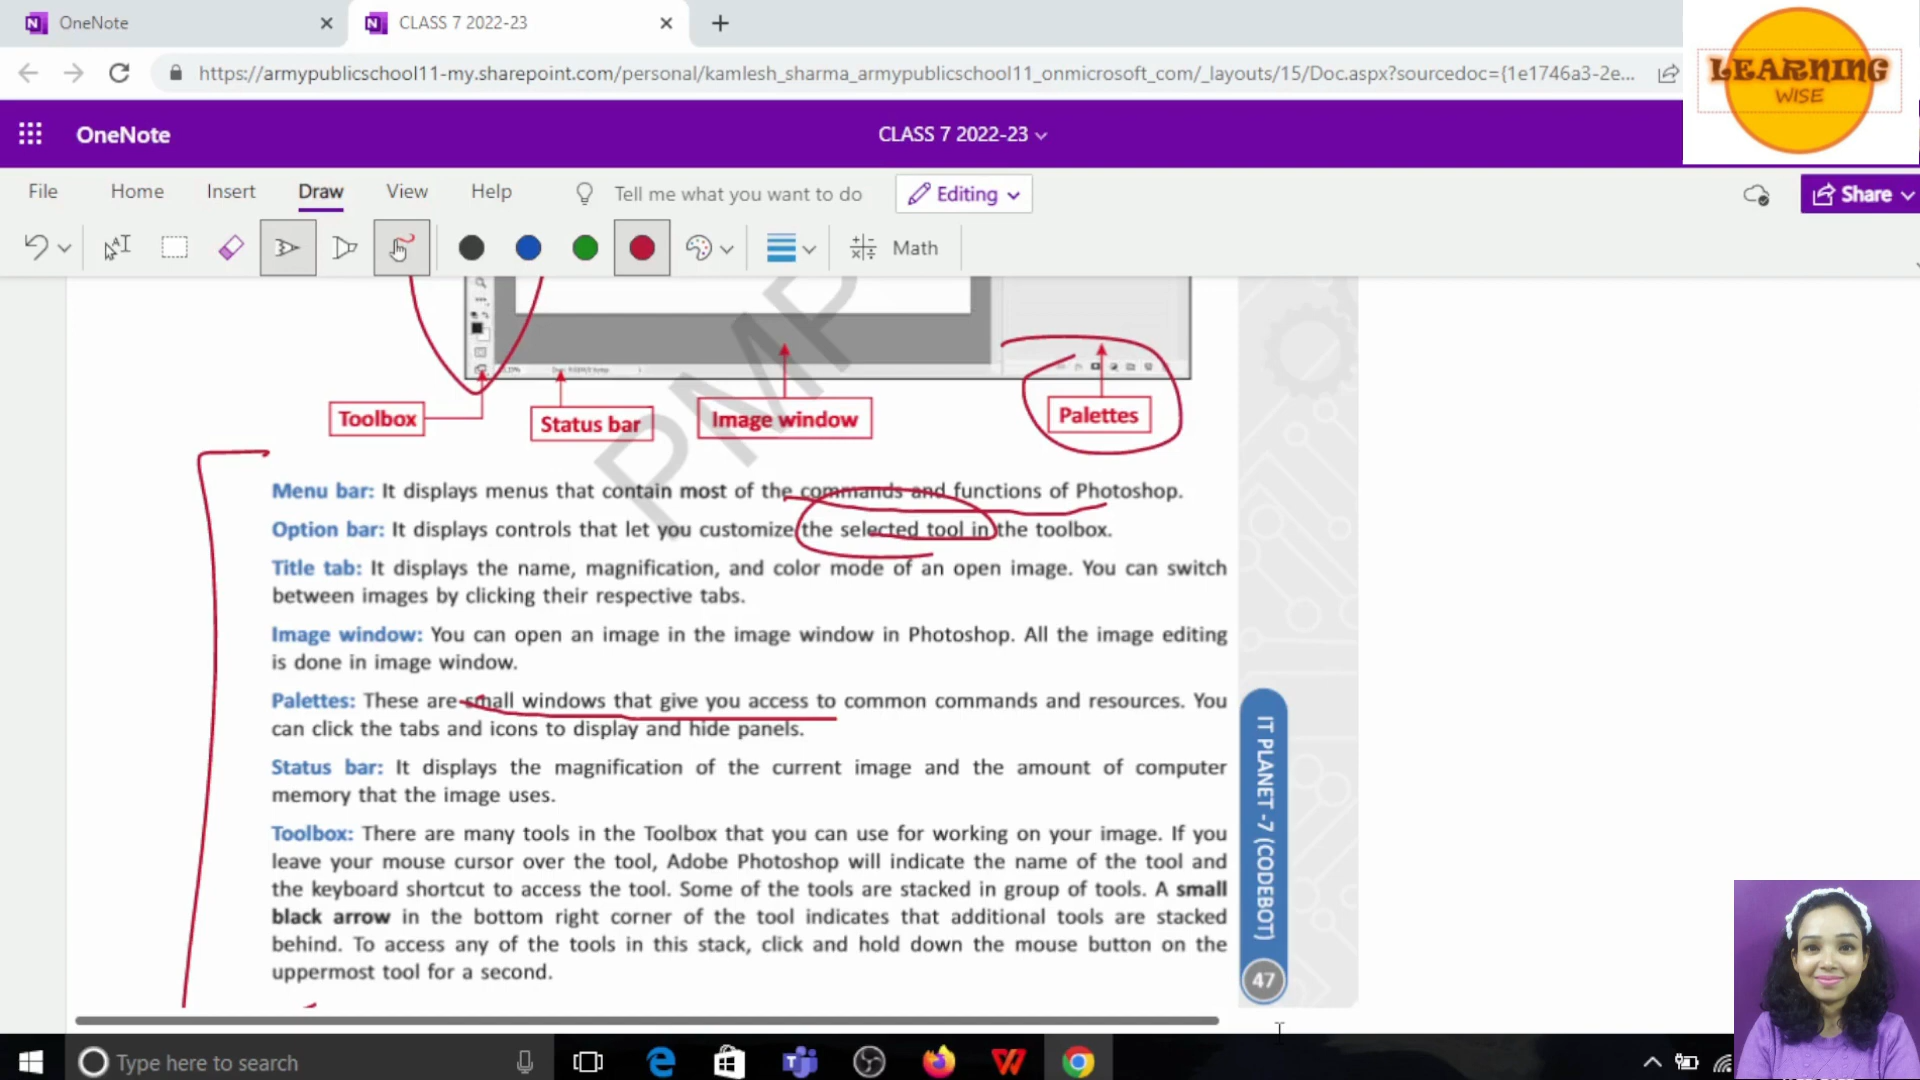 OneNote
CLASS 7 2022-23
https://armypublicschool11-my.sharepoint.com/personal/kamlesh_sharma_armypublicschool11_onmicrosoft_com/_layouts/15/Doc.aspx?sourcedoc={1e1746a3-2e...
LEARNING
WISE
OneNote
CLASS 7 2022-23
File Home Insert Draw View Help Tell me what you want to do Editing Share
Math
PMP
Toolbox
Status bar
Image window
Palettes
Menu bar: It displays menus that contain most of the commands and functions of Photoshop.
Option bar: It displays controls that let you customize the selected tool in the toolbox.
Title tab: It displays the name, magnification, and color mode of an open image. You can switch
between images by clicking their respective tabs.
Image window: You can open an image in the image window in Photoshop. All the image editing
is done in image window.
Palettes: These are small windows that give you access to common commands and resources. You
can click the tabs and icons to display and hide panels.
Status bar: It displays the magnification of the current image and the amount of computer
memory that the image uses.
Toolbox: There are many tools in the Toolbox that you can use for working on your image. If you
leave your mouse cursor over the tool, Adobe Photoshop will indicate the name of the tool and
the keyboard shortcut to access the tool. Some of the tools are stacked in group of tools. A small
black arrow in the bottom right corner of the tool indicates that additional tools are stacked
behind. To access any of the tools in this stack, click and hold down the mouse button on the
uppermost tool for a second.
IT PLANET -7 (CODEBOT)
47
Type here to search